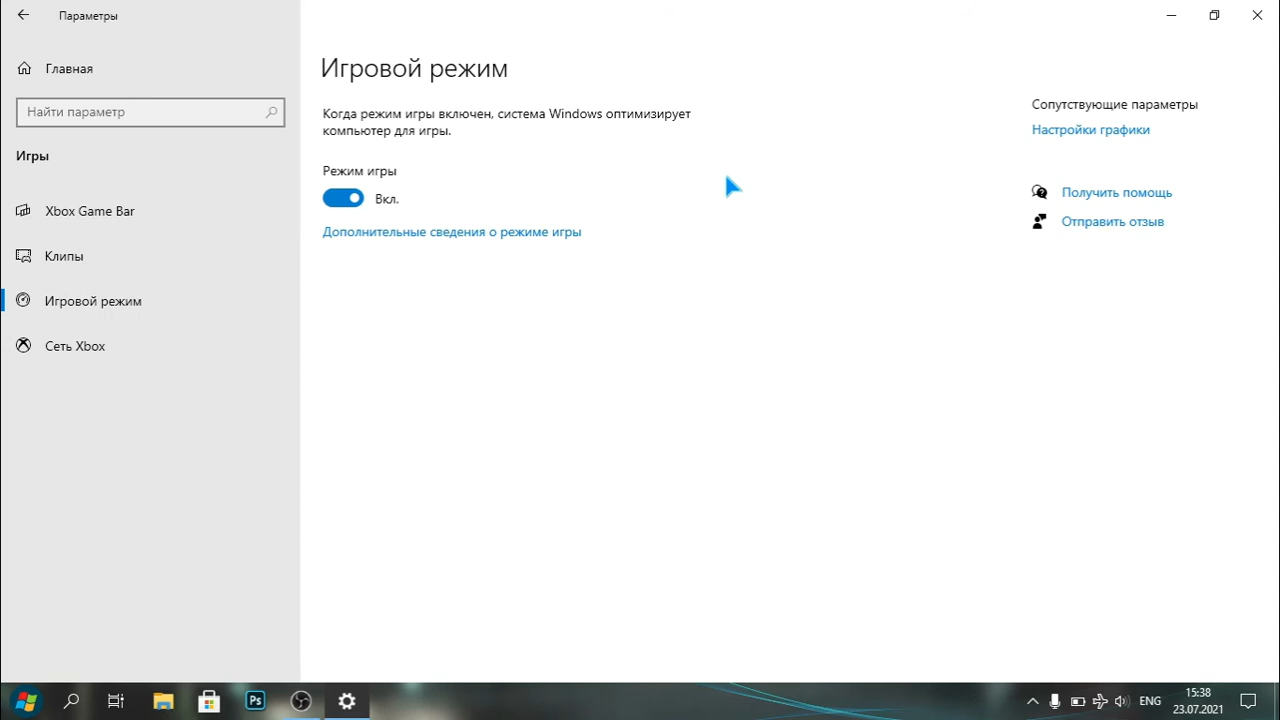 Параметры
Главная
Найти параметр
Игры
Xbox Game Bar
Клипы
Игровой режим
Сеть Xbox
Игровой режим
Когда режим игры включен, система Windows оптимизирует
компьютер для игры.
Режим игры
Вкл.
Дополнительные сведения о режиме игры
Сопутствующие параметры
Настройки графики
Получить помощь
Отправить отзыв
Ps
ENG
15:38
23.07.2021